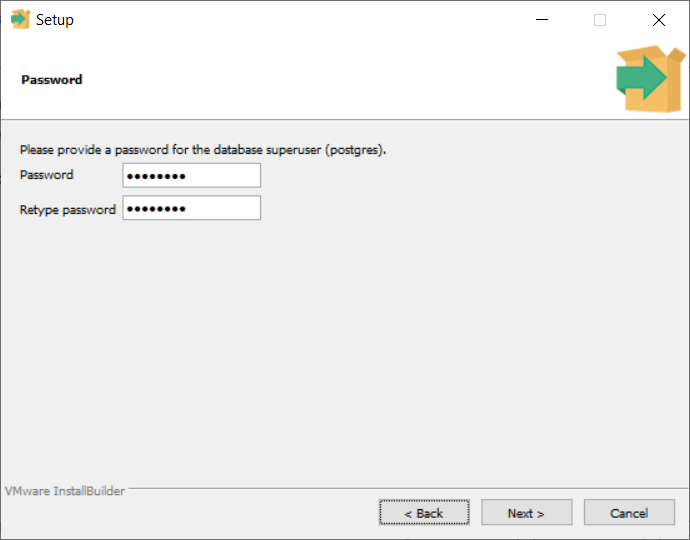 Setup
Password
Please provide a password for the database superuser (postgres).
Password ••••••••
Retype password ••••••••
VMware InstallBuilder
< Back Next > Cancel